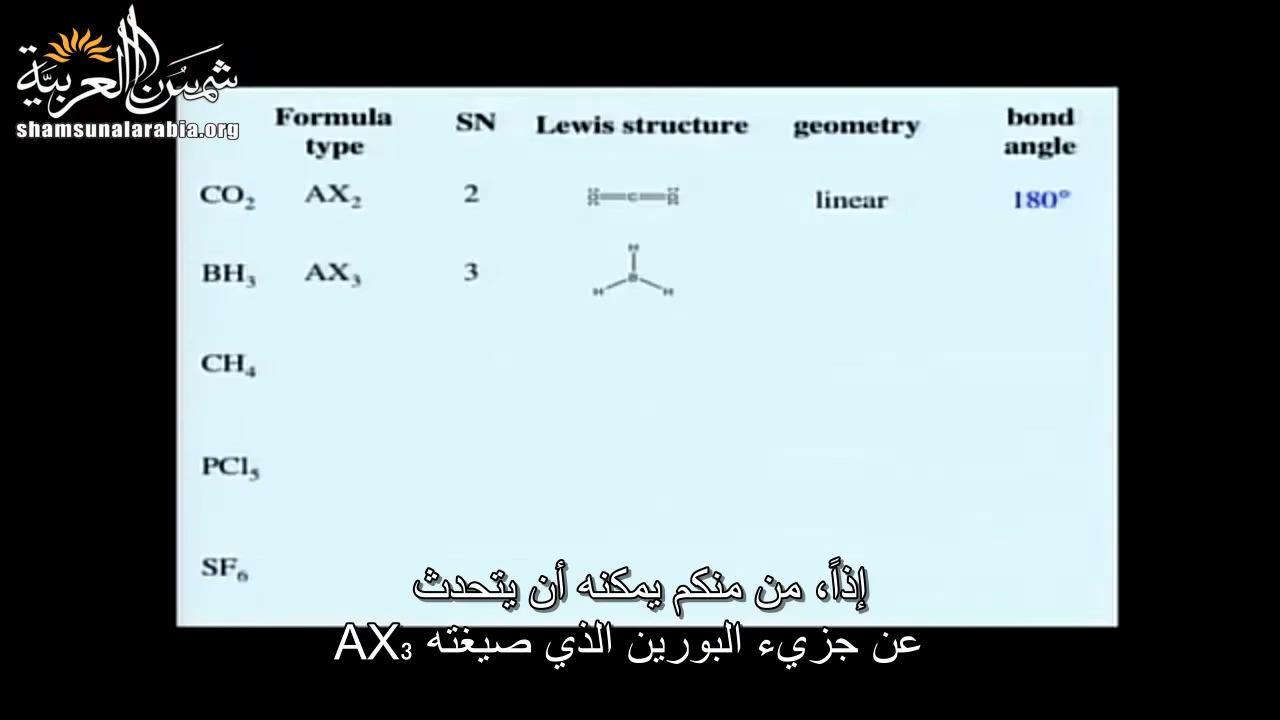 شمسُن العربيّة
shamsunalarabia.org
Formula type SN Lewis structure geometry bond angle
CO₂ AX₂ 2 O C O linear 180°
BH₃ AX₃ 3 H B H H
CH₄
PCl₅
SF₆
إذاً، من منكم يمكنه أن يتحدث
عن جزيء البورين الذي صيغته AX₃